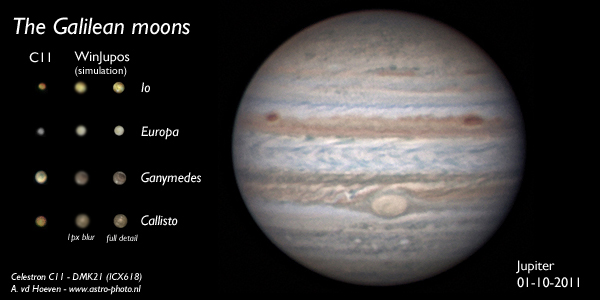 The Galilean moons
C11 WinJupos
(simulation)
Io
Europa
Ganymedes
Callisto
1px blur full detail
Celestron C11 - DMK21 (ICX618)
A. vd Hoeven - www.astro-photo.nl
Jupiter
01-10-2011